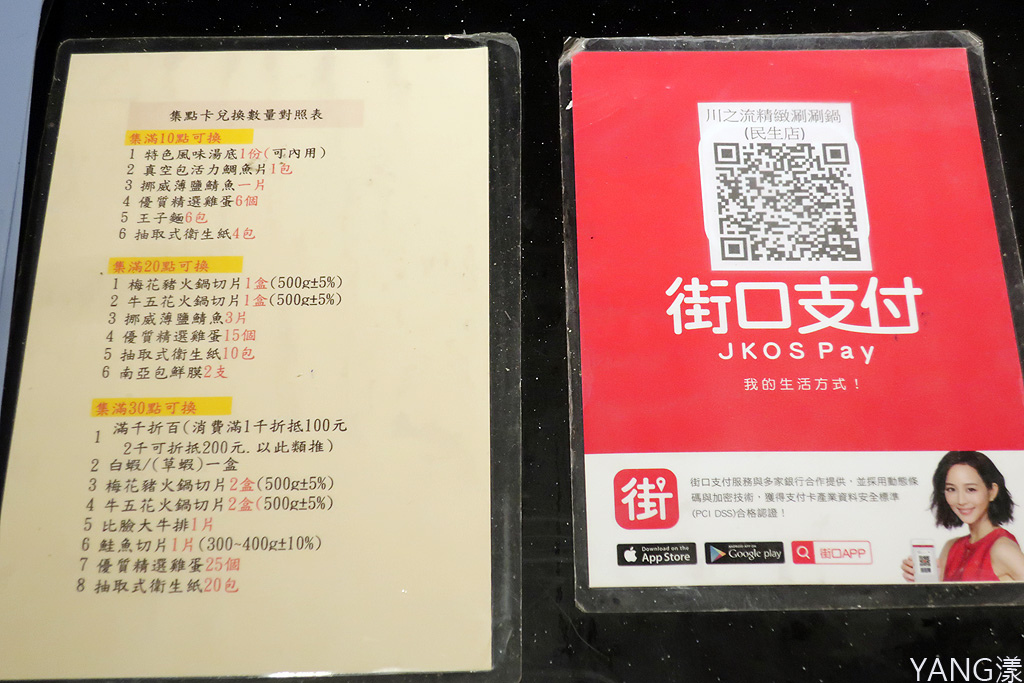 集點卡兌換數量對照表
集滿10點可換
1 特色風味湯底1份(可內用)
2 真空包活力鯛魚片1包
3 挪威薄鹽鯖魚一片
4 優質精選雞蛋6個
5 王子麵6包
6 抽取式衛生紙4包
集滿20點可換
1 梅花豬火鍋切片1盒(500g±5%)
2 牛五花火鍋切片1盒(500g±5%)
3 挪威薄鹽鯖魚3片
4 優質精選雞蛋15個
5 抽取式衛生紙10包
6 南亞包鮮膜2支
集滿30點可換
1 滿千折百(消費滿1千折抵100元
2千可折抵200元.以此類推)
2 白蝦/(草蝦)一盒
3 梅花豬火鍋切片2盒(500g±5%)
4 牛五花火鍋切片2盒(500g±5%)
5 比臉大牛排1片
6 鮭魚切片1片(300~400g±10%)
7 優質精選雞蛋25個
8 抽取式衛生紙20包
川之流精緻涮涮鍋
(民生店)
街口支付
JKOS Pay
我的生活方式！
街
街口支付服務與多家銀行合作提供，並採用動態條
碼與加密技術，獲得支付卡產業資料安全標準
(PCI DSS)合格認證！
Download on the
App Store
ANDROID APP ON
Google play
街口APP
YANG漾